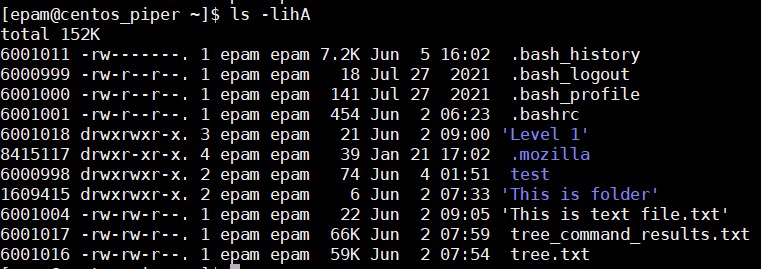 [epam@centos_piper ~]$ ls -lihA
total 152K
6001011 -rw-------. 1 epam epam 7.2K Jun  5 16:02  .bash_history
6000999 -rw-r--r--. 1 epam epam   18 Jul 27  2021  .bash_logout
6001000 -rw-r--r--. 1 epam epam  141 Jul 27  2021  .bash_profile
6001001 -rw-r--r--. 1 epam epam  454 Jun  2 06:23  .bashrc
6001018 drwxrwxr-x. 3 epam epam   21 Jun  2 09:00 'Level 1'
8415117 drwxr-xr-x. 4 epam epam   39 Jan 21 17:02  .mozilla
6000998 drwxrwxr-x. 2 epam epam   74 Jun  4 01:51  test
1609415 drwxrwxr-x. 2 epam epam    6 Jun  2 07:33 'This is folder'
6001004 -rw-rw-r--. 1 epam epam   22 Jun  2 09:05 'This is text file.txt'
6001017 -rw-rw-r--. 1 epam epam  66K Jun  2 07:59  tree_command_results.txt
6001016 -rw-rw-r--. 1 epam epam  59K Jun  2 07:54  tree.txt